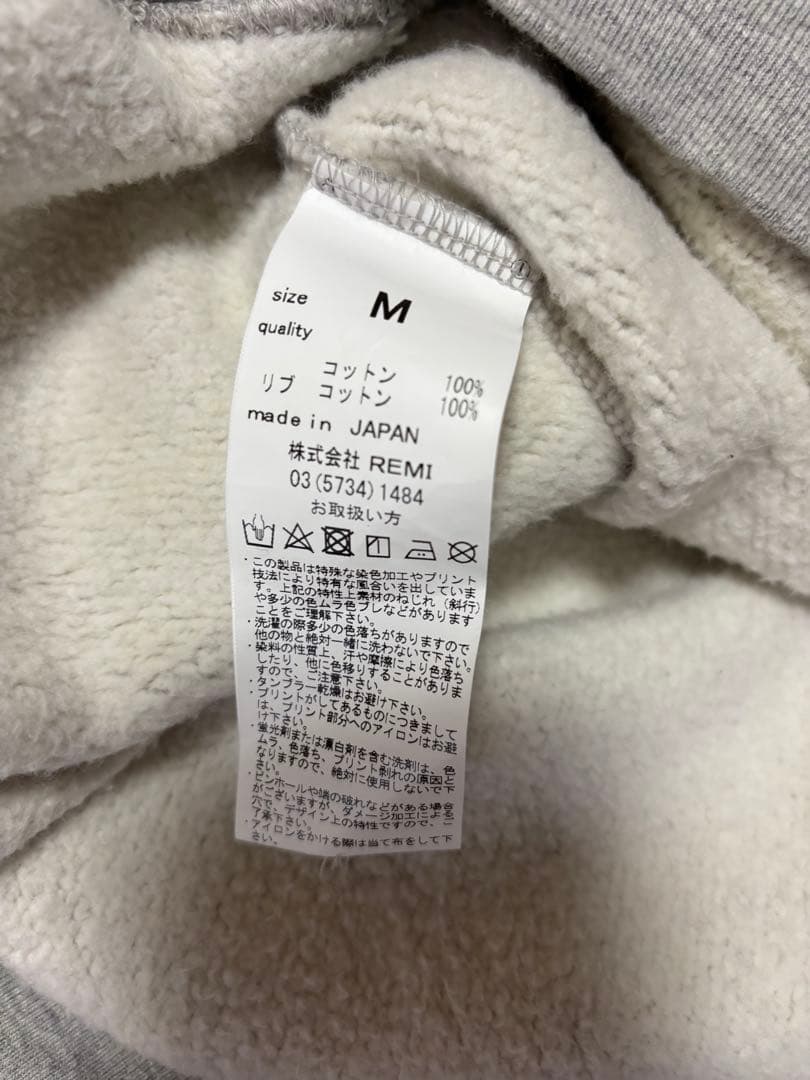 size M
quality
コットン 100%
リブ コットン 100%
made in JAPAN
株式会社 REMI
03(5734)1484
お取扱い方
・この製品は特殊な染色加工やプリント
技法により特有な風合いを出していま
す。上記の特性上素材のねじれ(斜行)
や多少の色ムラ色ブレなどがあります
ことをご理解下さい。
・洗濯の際多少の色落ちがありますので
他の物と絶対一緒に洗わないで下さい。
・染料の性質上、汗や摩擦により色落ち
したり、他に色移りすることがありま
すので、ご注意下さい。
・タンブラー乾燥はお避け下さい。
・プリントがしてあるものにつきまして
は、プリント部分へのアイロンはお避
け下さい。
・蛍光剤または漂白剤を含む洗剤は、色
ムラ、色落ち、プリント剥れの原因と
なりますので、絶対に使用しないで下
・ピンホールや端の破れなどがある場合
がございますが、ダメージ加工による
穴で、デザイン上の特性ですので、ご
了承下さい。
・アイロンをかける際は当て布をして下
さい。